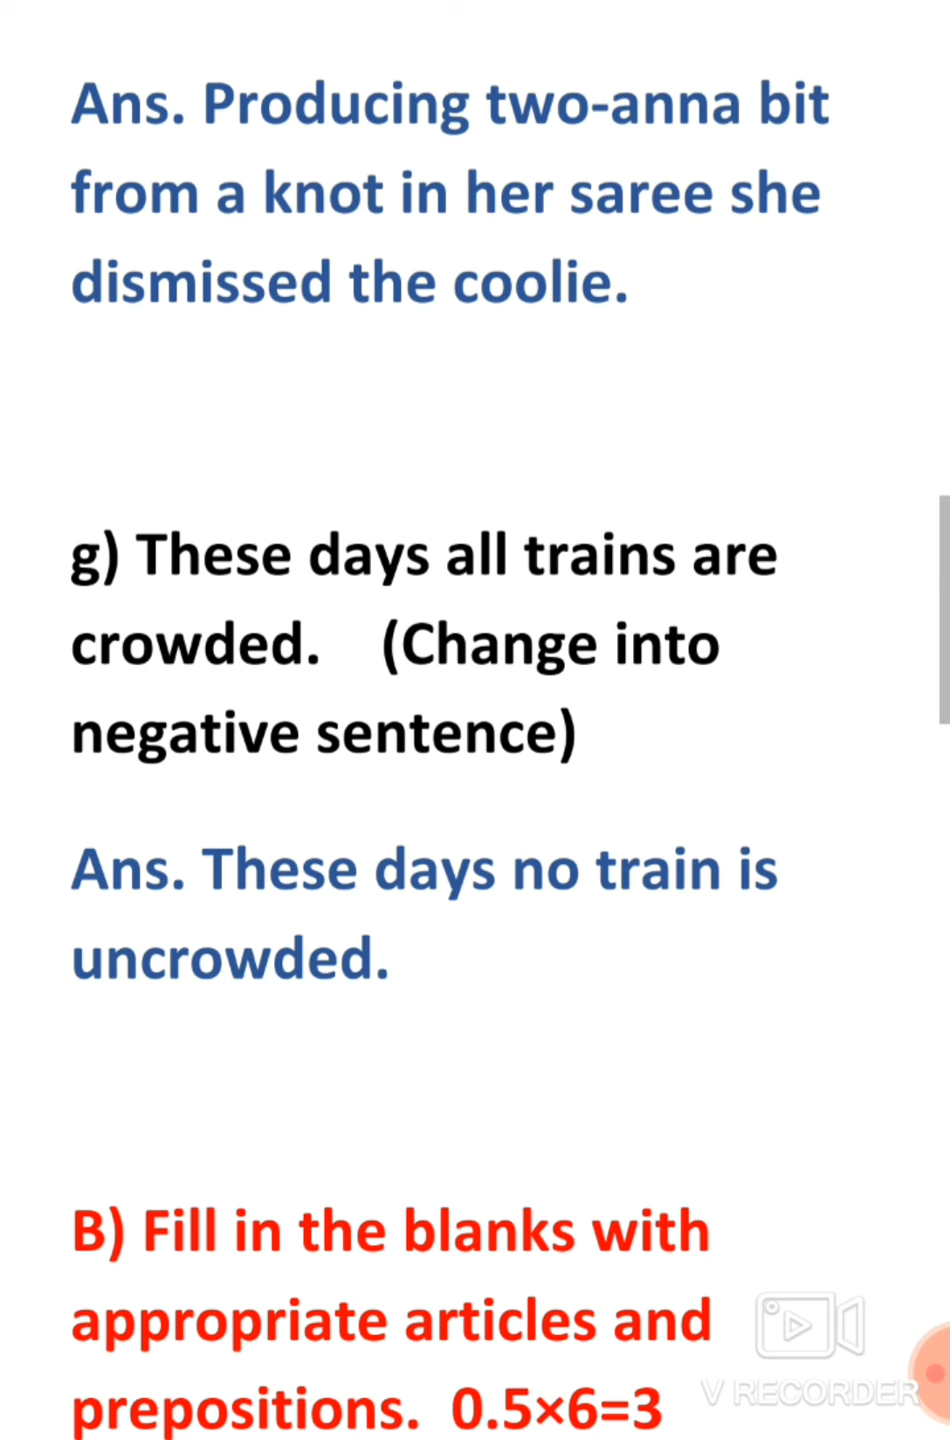 Ans. Producing two-anna bit
from a knot in her saree she
dismissed the coolie.
g) These days all trains are
crowded. (Change into
negative sentence)
Ans. These days no train is
uncrowded.
B) Fill in the blanks with
appropriate articles and
prepositions. 0.5×6=3
V RECORDER